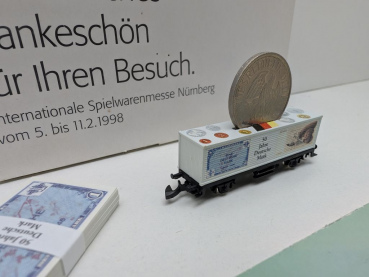 ankeschön
ür Ihren Besuch.
nternationale Spielwarenmesse Nürnberg
vom 5. bis 11.2.1998
50
Jahre
Deutsche
Mark
50 Jahre
Deutsche
Mark